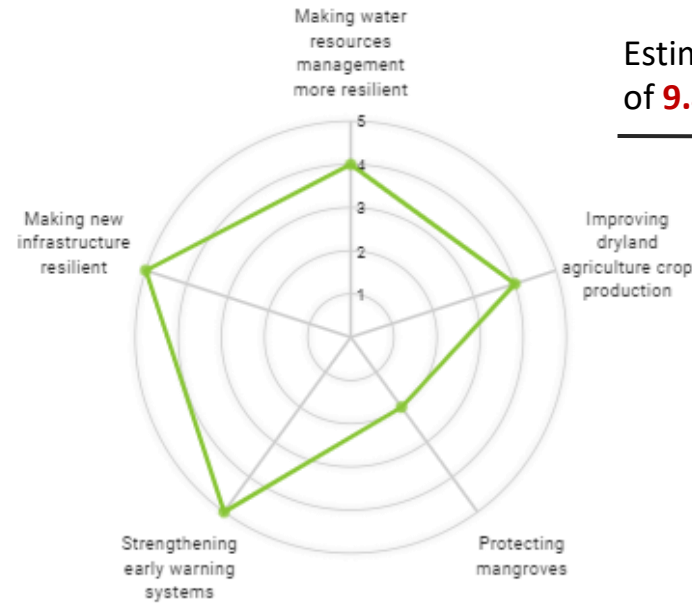 Making water
resources
management
more resilient
of 9.
5
4
3
2
1
Making new
infrastructure
resilient
Improving
dryland
agriculture crop
production
Strengthening
early warning
systems
Protecting
mangroves